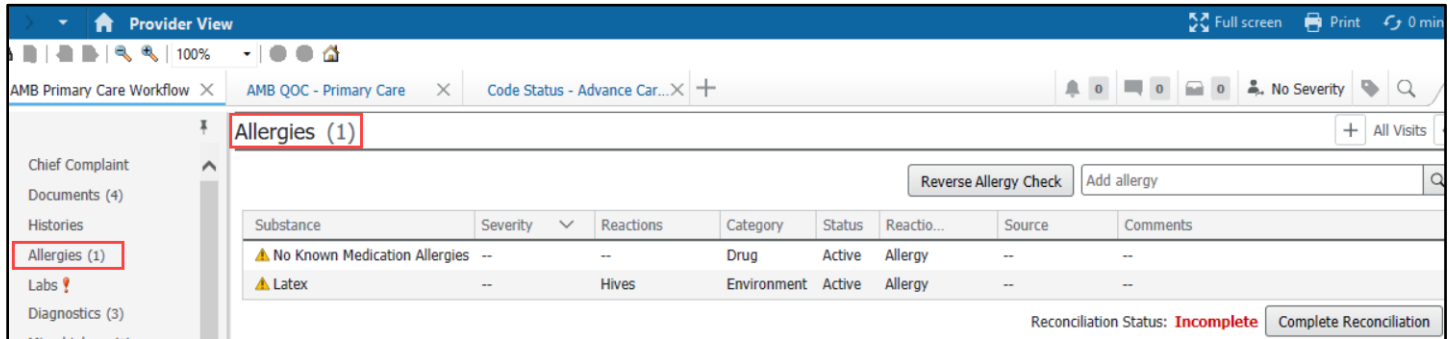 Provider View Full screen Print 0 min
100%
AMB Primary Care Workflow AMB QOC - Primary Care Code Status - Advance Car... 0 0 0 No Severity
Allergies (1) All Visits
Chief Complaint
Reverse Allergy Check Add allergy
Documents (4)
Histories Substance Severity Reactions Category Status Reactio... Source Comments
Allergies (1) No Known Medication Allergies -- -- Drug Active Allergy -- --
Labs Latex -- Hives Environment Active Allergy -- --
Diagnostics (3)
Reconciliation Status: Incomplete Complete Reconciliation